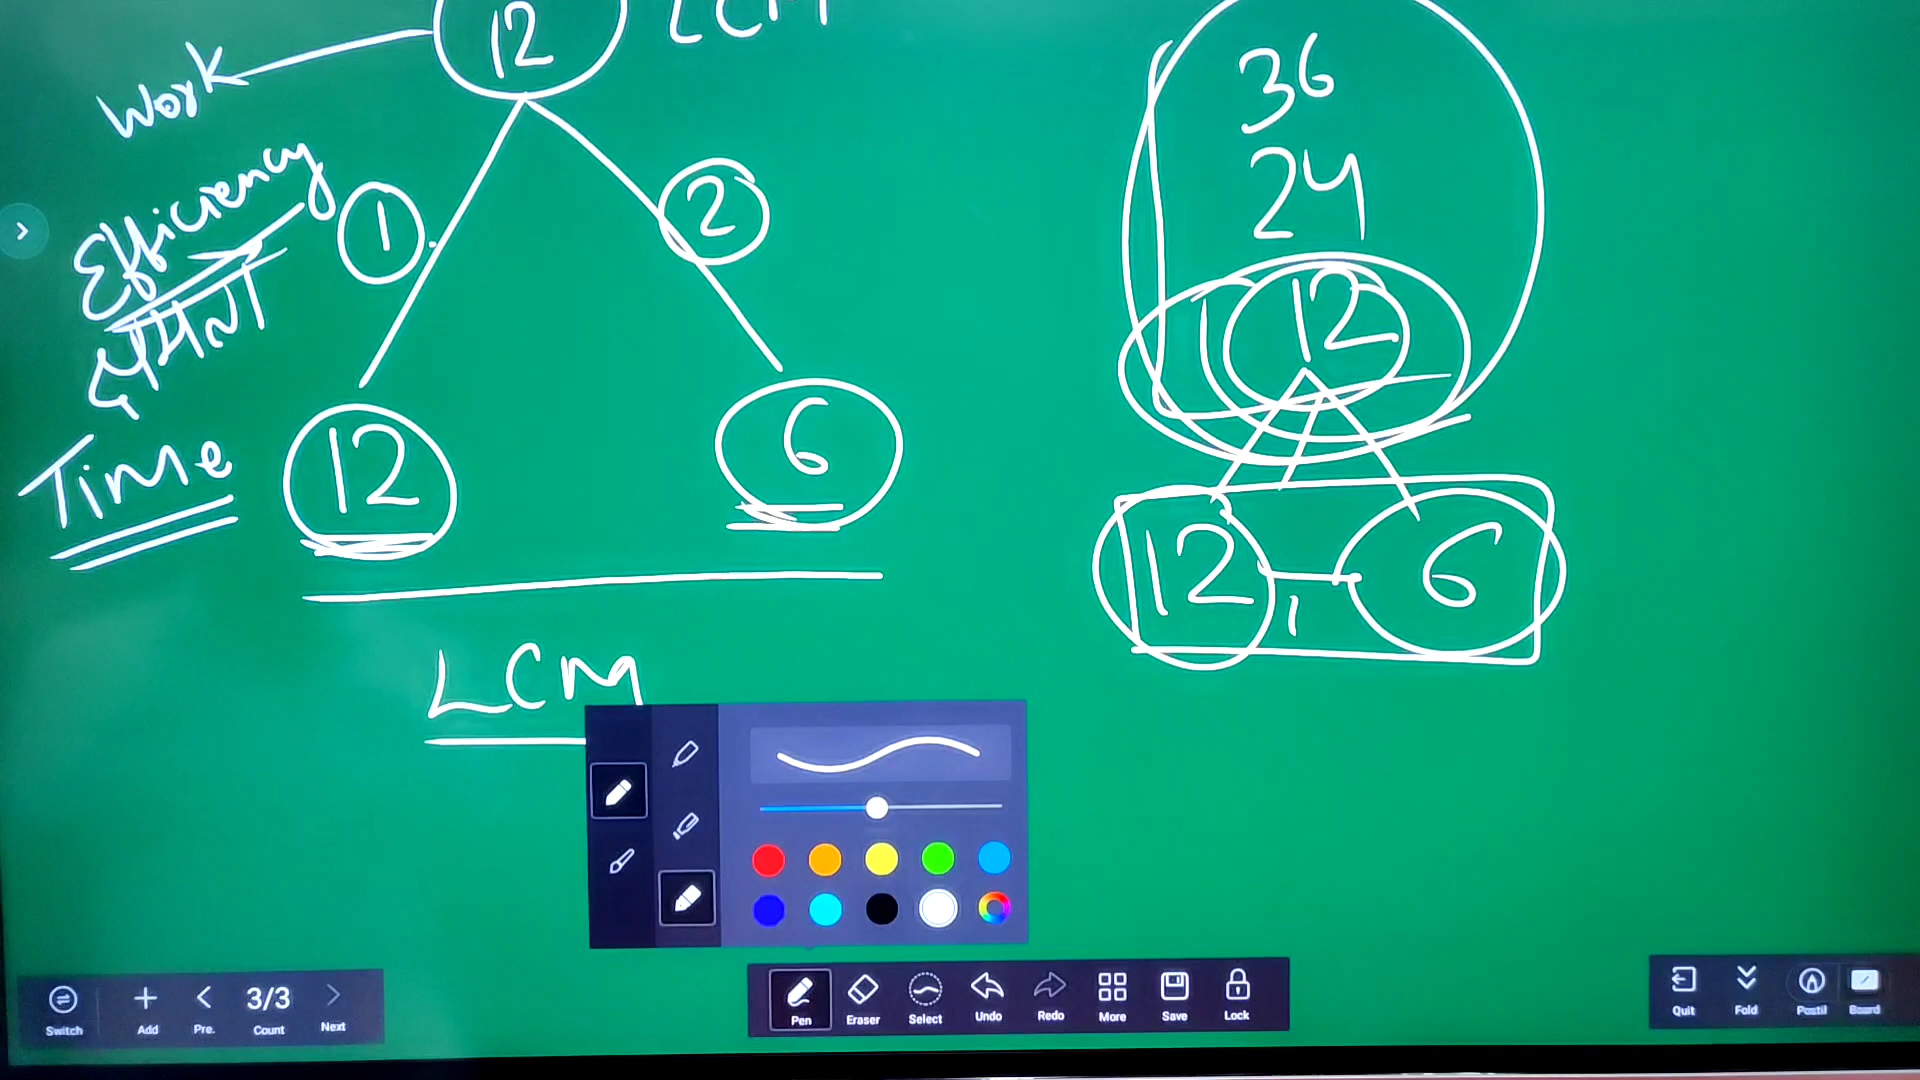 12 LCM
Work
Efficiency
1 2
क्षमता
Time
12 6
LCM
36
24
12
12 6
1
Switch
Add
Pre.
3/3
Count
Next
Pen
Eraser
Select
Undo
Redo
More
Save
Lock
Quit
Fold
Postil
Board